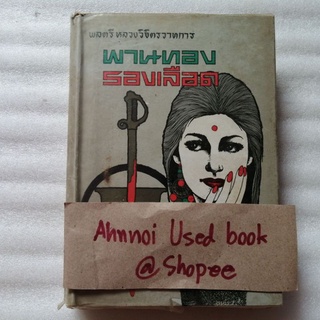 พลตรี หลวงวิจิตรวาทการ
พานทอง
รองเลือด
Ahnnoi Used book
@ Shopee